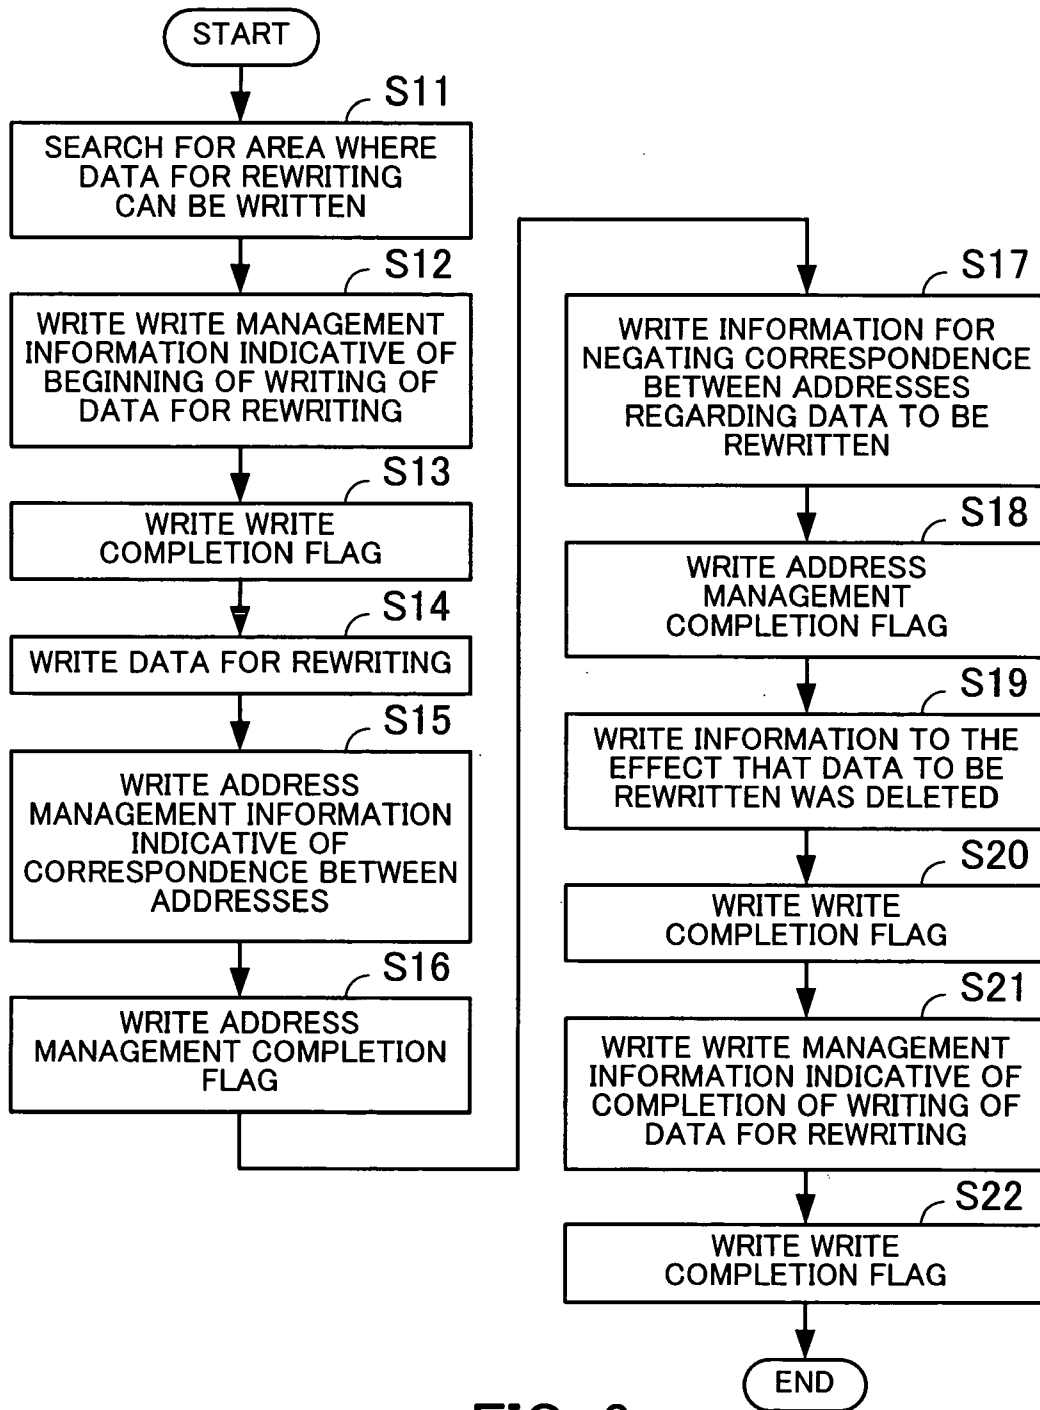 START
S11
SEARCH FOR AREA WHERE
DATA FOR REWRITING
CAN BE WRITTEN
S12
WRITE WRITE MANAGEMENT
INFORMATION INDICATIVE OF
BEGINNING OF WRITING OF
DATA FOR REWRITING
S13
WRITE WRITE
COMPLETION FLAG
S14
WRITE DATA FOR REWRITING
S15
WRITE ADDRESS
MANAGEMENT INFORMATION
INDICATIVE OF
CORRESPONDENCE BETWEEN
ADDRESSES
S16
WRITE ADDRESS
MANAGEMENT COMPLETION
FLAG
S17
WRITE INFORMATION FOR
NEGATING CORRESPONDENCE
BETWEEN ADDRESSES
REGARDING DATA TO BE
REWRITTEN
S18
WRITE ADDRESS
MANAGEMENT
COMPLETION FLAG
S19
WRITE INFORMATION TO THE
EFFECT THAT DATA TO BE
REWRITTEN WAS DELETED
S20
WRITE WRITE
COMPLETION FLAG
S21
WRITE WRITE MANAGEMENT
INFORMATION INDICATIVE OF
COMPLETION OF WRITING OF
DATA FOR REWRITING
S22
WRITE WRITE
COMPLETION FLAG
END